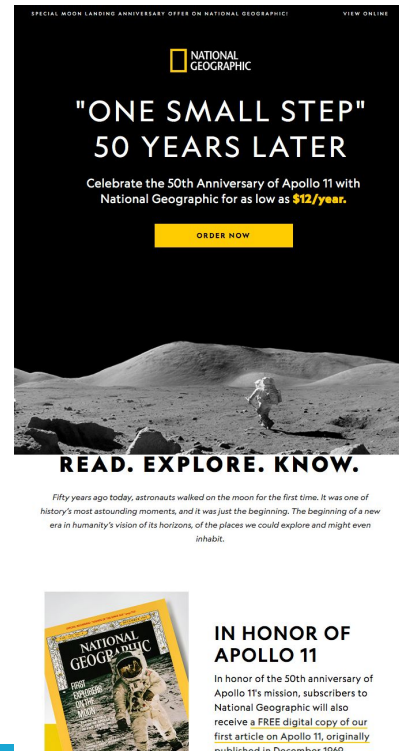 SPECIAL MOON LANDING ANNIVERSARY OFFER ON NATIONAL GEOGRAPHIC!
VIEW ONLINE
NATIONAL
GEOGRAPHIC
"ONE SMALL STEP"
50 YEARS LATER
Celebrate the 50th Anniversary of Apollo 11 with
National Geographic for as low as $12/year.
ORDER NOW
READ. EXPLORE. KNOW.
Fifty years ago today, astronauts walked on the moon for the first time. It was one of
history's most astounding moments, and it was just the beginning. The beginning of a new
era in humanity's vision of its horizons, of the places we could explore and might even
inhabit.
NATIONAL
GEOGRAPHIC
FIRST
EXPLORERS
ON THE
MOON
IN HONOR OF
APOLLO 11
In honor of the 50th anniversary of
Apollo 11's mission, subscribers to
National Geographic will also
receive a FREE digital copy of our
first article on Apollo 11, originally
published in December 1969